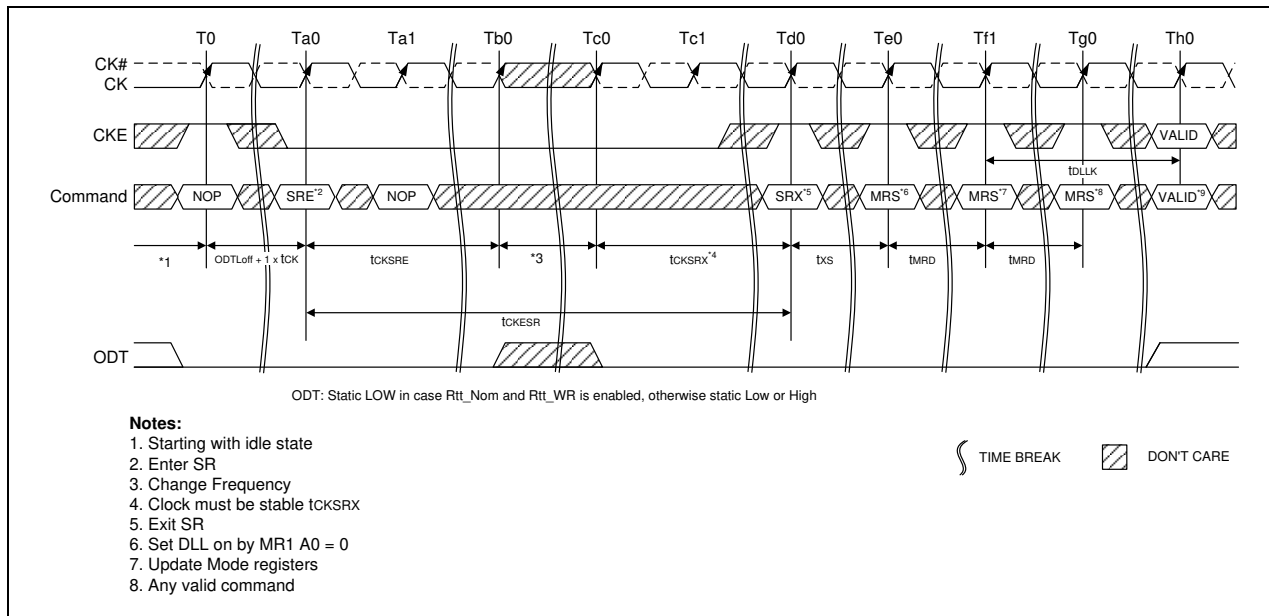 T0 Ta0 Ta1 Tb0 Tc0 Tc1 Td0 Te0 Tf1 Tg0 Th0
CK#
CK
CKE VALID
tDLLK
Command NOP SRE*2 NOP SRX*5 MRS*6 MRS*7 MRS*8 VALID*9
*1 ODTLoff + 1 x tCK tCKSRE *3 tCKSRX*4 tXS tMRD tMRD
tCKESR
ODT
ODT: Static LOW in case Rtt_Nom and Rtt_WR is enabled, otherwise static Low or High
Notes:
1. Starting with idle state
2. Enter SR
3. Change Frequency
4. Clock must be stable tCKSRX
5. Exit SR
6. Set DLL on by MR1 A0 = 0
7. Update Mode registers
8. Any valid command
TIME BREAK DON'T CARE